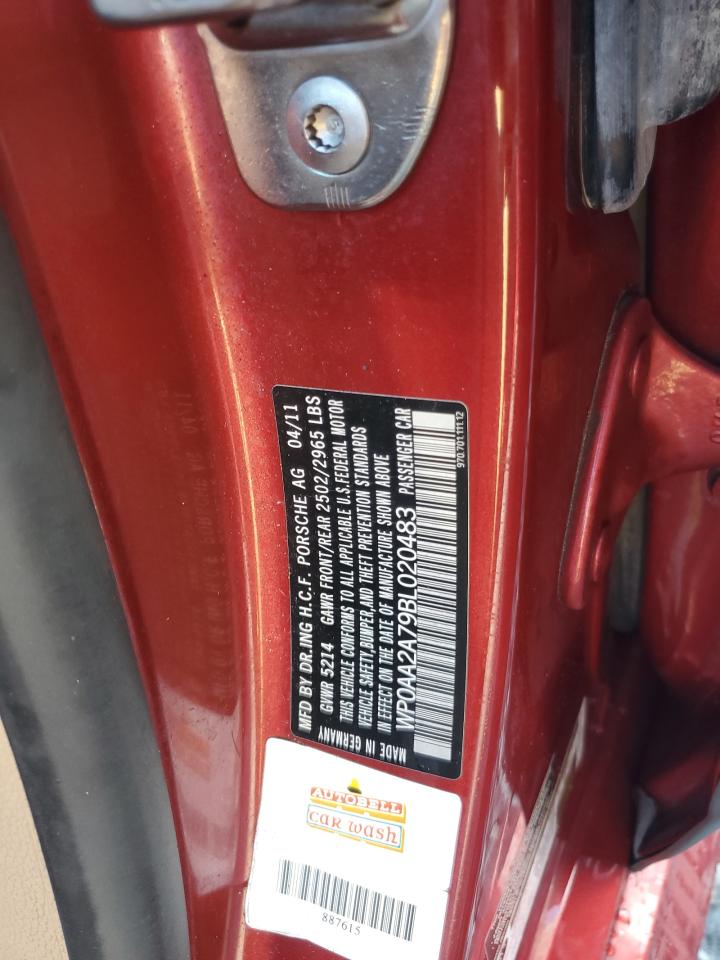 MFD BY DR.ING H.C.F. PORSCHE AG 04/11
GVWR 5214 GAWR FRONT/REAR 2502/2965 LBS
THIS VEHICLE CONFORMS TO ALL APPLICABLE U.S.FEDERAL MOTOR
VEHICLE SAFETY,BUMPER,AND THEFT PREVENTION STANDARDS
IN EFFECT ON THE DATE OF MANUFACTURE SHOWN ABOVE
WP0AA2A79BL020483 PASSENGER CAR
MADE IN GERMANY
970.701.111.12
AUTOBELL
CAR WASH
887615